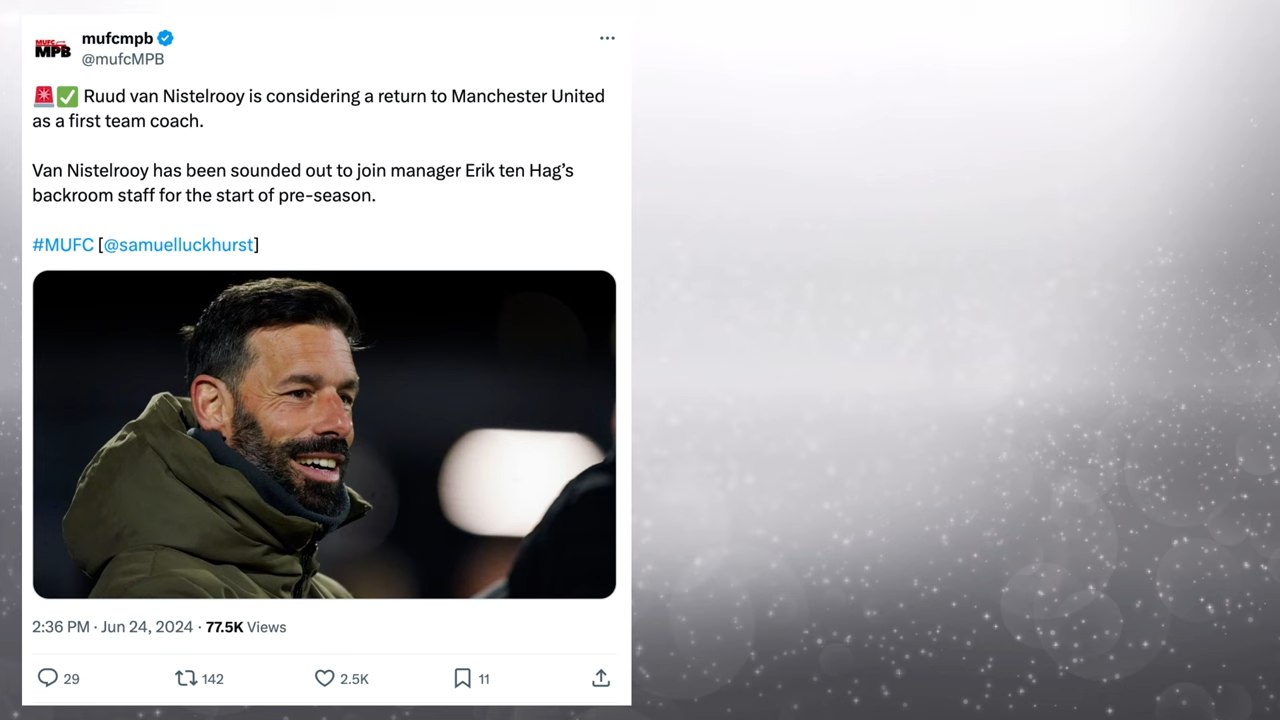 MUFC
MPB
mufcmpb
@mufcMPB
🚨✅ Ruud van Nistelrooy is considering a return to Manchester United
as a first team coach.
Van Nistelrooy has been sounded out to join manager Erik ten Hag’s
backroom staff for the start of pre-season.
#MUFC [@samuelluckhurst]
2:36 PM · Jun 24, 2024 · 77.5K Views
29 142 2.5K 11